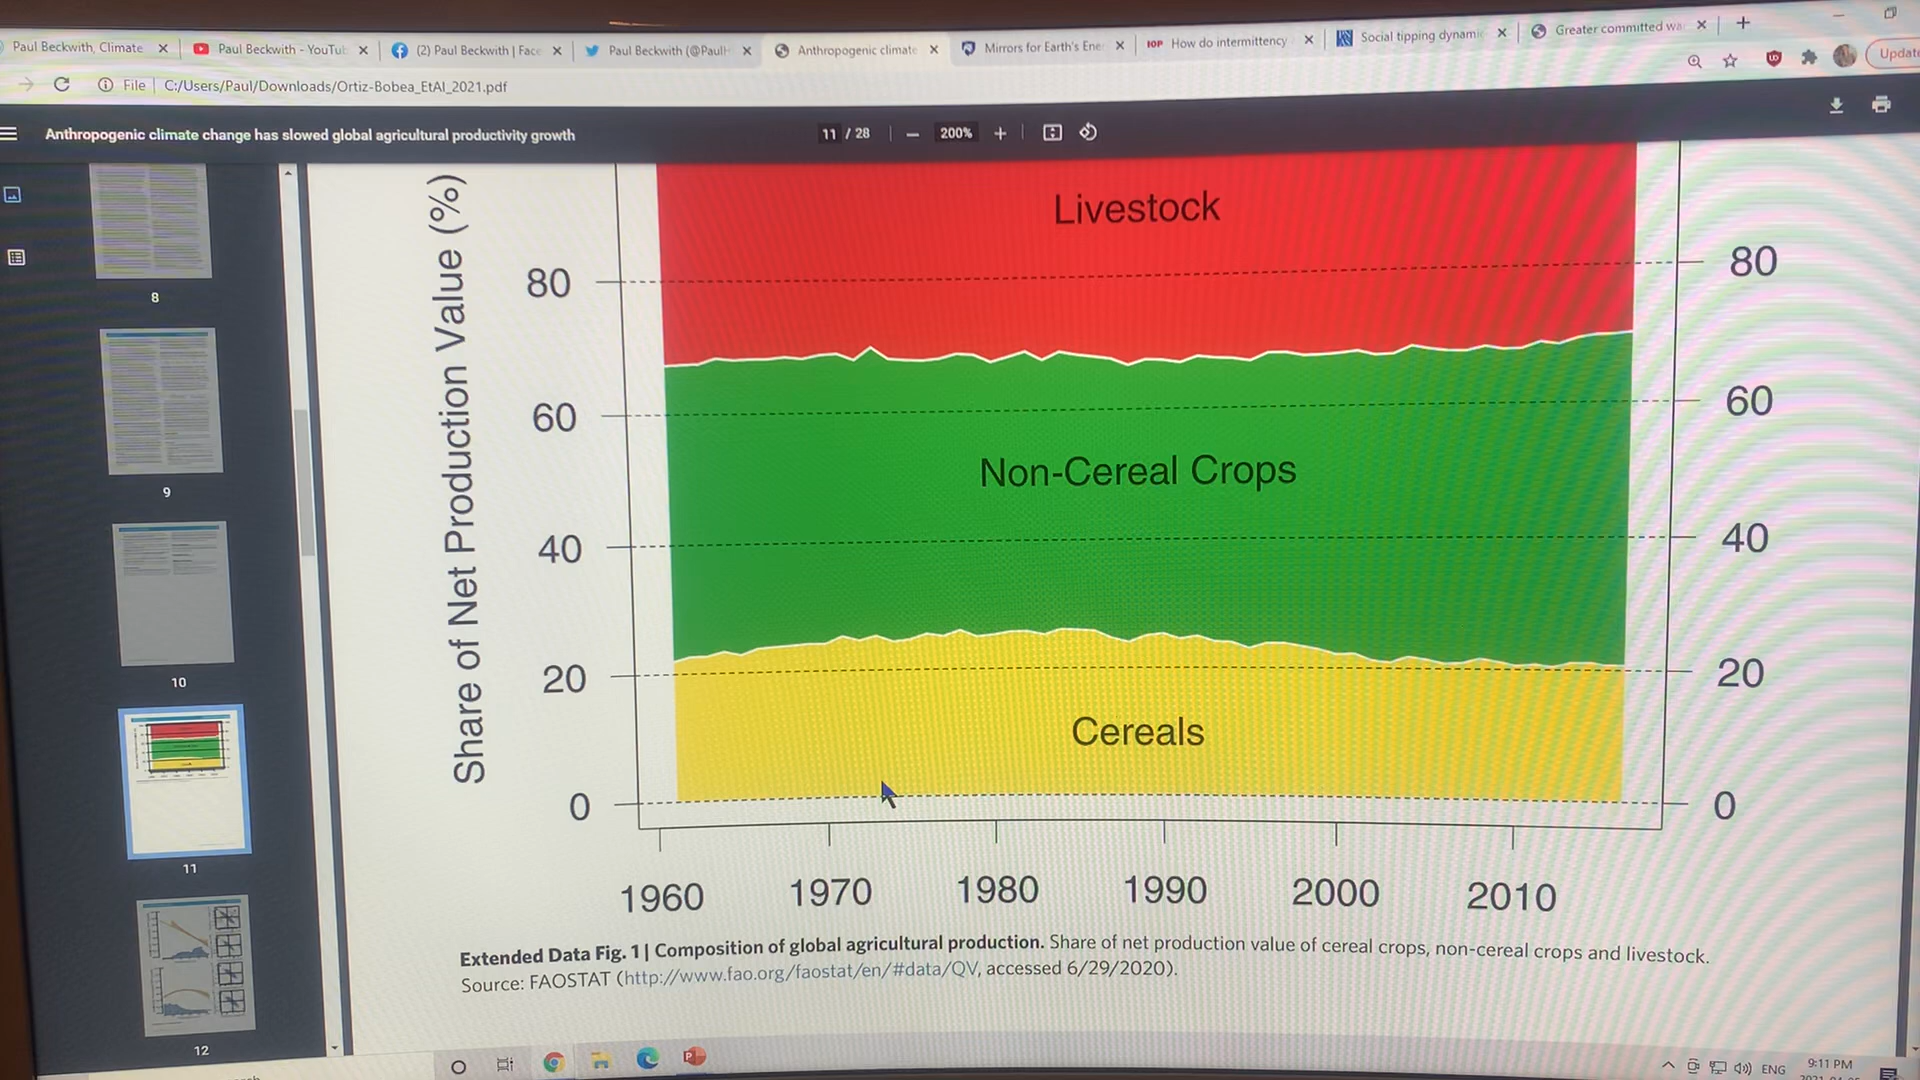 Paul Beckwith, Climate
Paul Beckwith - YouTub
(2) Paul Beckwith | Face
Paul Beckwith (@PaulH
Anthropogenic climate
Mirrors for Earth's Ene
IOP How do intermittency
Social tipping dynamic
Greater committed wa
File | C:/Users/Paul/Downloads/Ortiz-Bobea_EtAl_2021.pdf
Update
Anthropogenic climate change has slowed global agricultural productivity growth
11 / 28
200%
8
9
10
11
12
Share of Net Production Value (%)
Livestock
80
80
60
60
Non-Cereal Crops
40
40
20
20
Cereals
0
0
1960 1970 1980 1990 2000 2010
Extended Data Fig. 1 | Composition of global agricultural production. Share of net production value of cereal crops, non-cereal crops and livestock.
Source: FAOSTAT (http://www.fao.org/faostat/en/#data/QV, accessed 6/29/2020).
ENG
9:11 PM